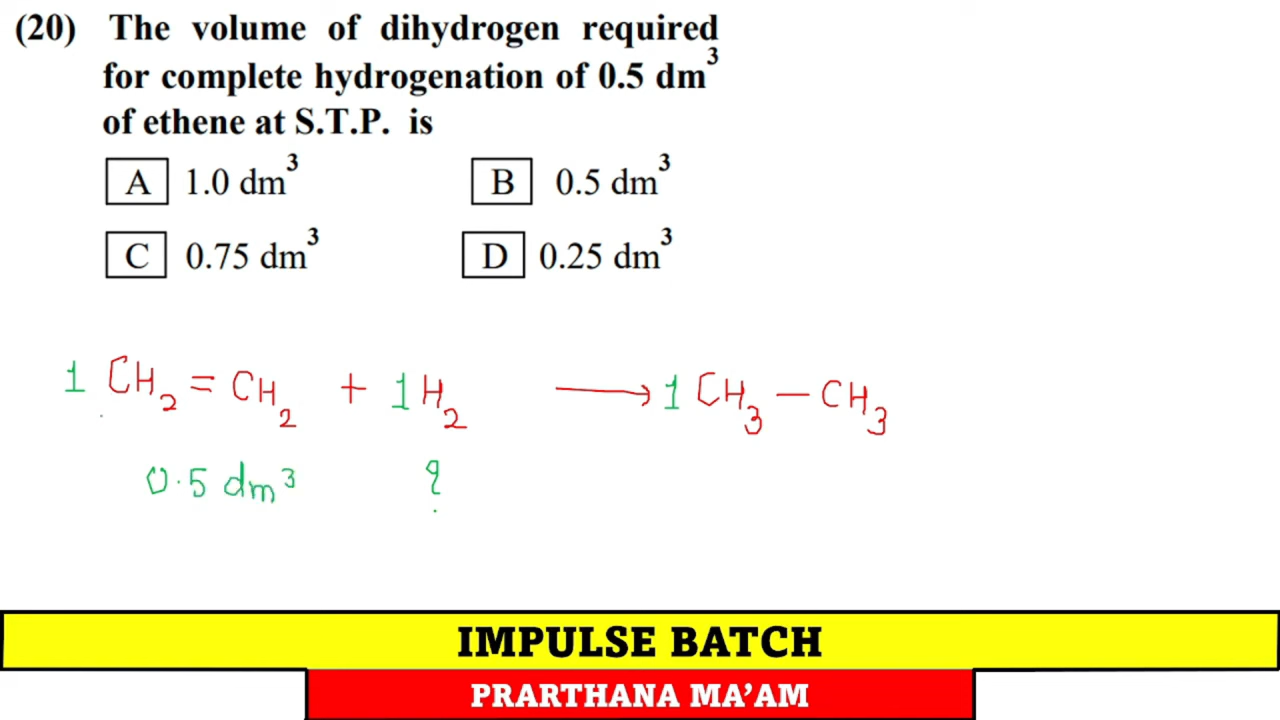 (20) The volume of dihydrogen required
for complete hydrogenation of 0.5 dm³
of ethene at S.T.P. is
A 1.0 dm³ B 0.5 dm³
C 0.75 dm³ D 0.25 dm³
1 CH₂ = CH₂ + 1 H₂ ⟶ 1 CH₃ — CH₃
0.5 dm³ ?
IMPULSE BATCH
PRARTHANA MA’AM